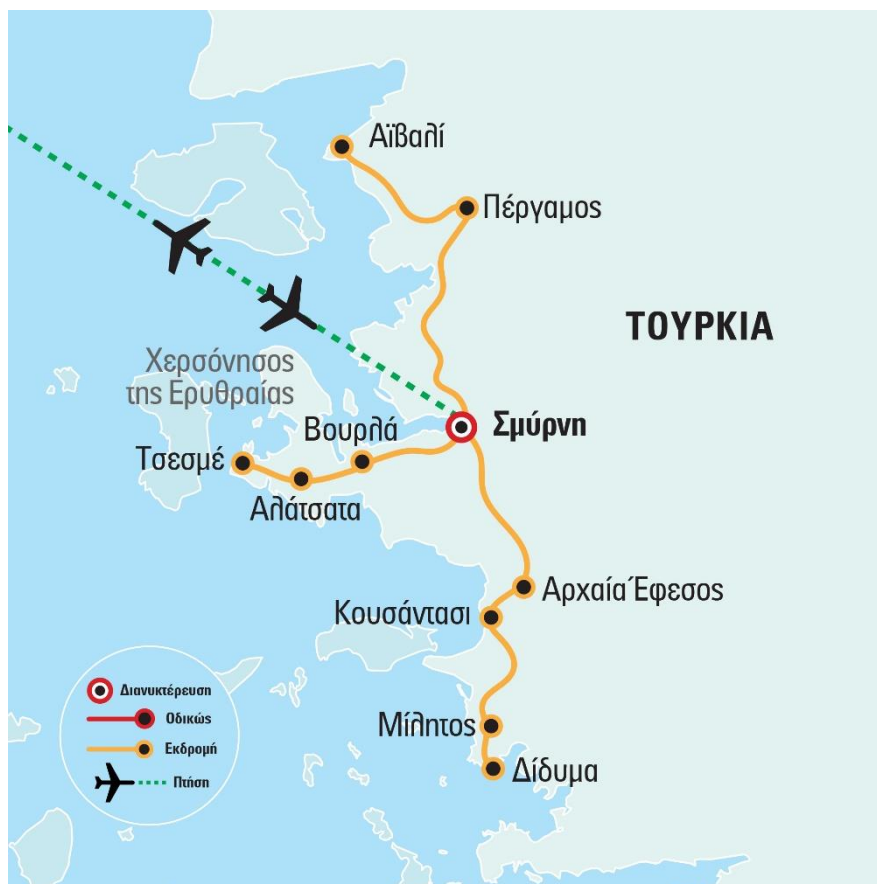 Αϊβαλί
Πέργαμος
ΤΟΥΡΚΙΑ
Χερσόνησος
της Ερυθραίας
Βουρλά
Σμύρνη
Τσεσμέ
Αλάτσατα
Αρχαία Έφεσος
Κουσάντασι
Μίλητος
Δίδυμα
Διανυκτέρευση
Οδικώς
Εκδρομή
Πτήση